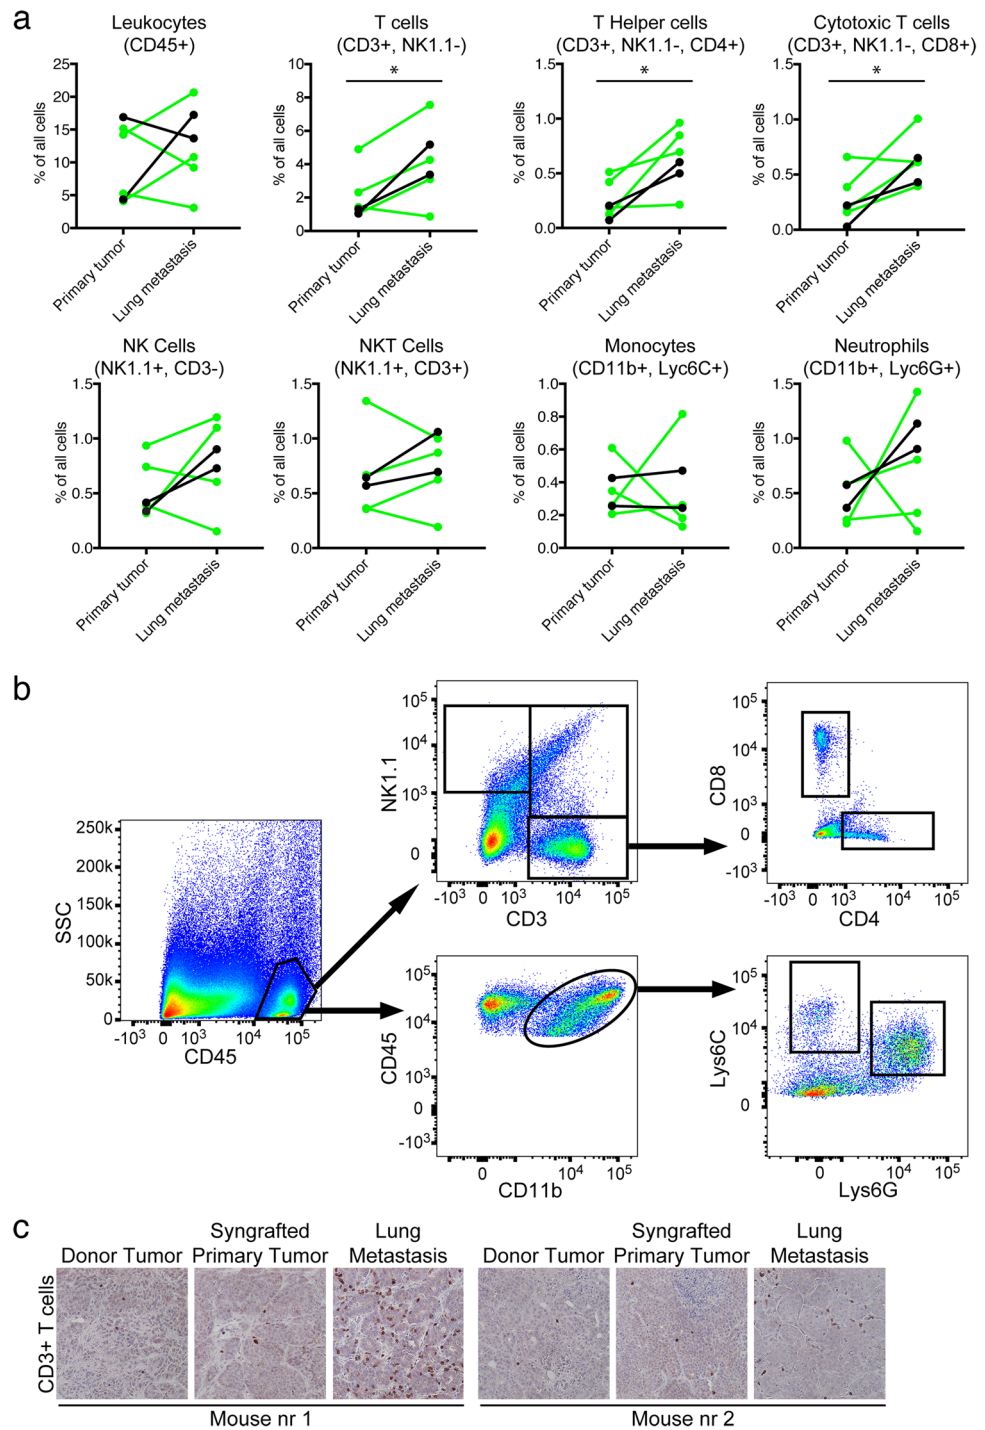 a
Leukocytes
(CD45+)
T cells
(CD3+, NK1.1-)
T Helper cells
(CD3+, NK1.1-, CD4+)
Cytotoxic T cells
(CD3+, NK1.1-, CD8+)
% of all cells
25
20
15
10
5
0
Primary tumor
Lung metastasis
% of all cells
10
8
6
4
2
0
*
Primary tumor
Lung metastasis
% of all cells
1.5
1.0
0.5
0.0
*
Primary tumor
Lung metastasis
% of all cells
1.5
1.0
0.5
0.0
*
Primary tumor
Lung metastasis
NK Cells
(NK1.1+, CD3-)
NKT Cells
(NK1.1+, CD3+)
Monocytes
(CD11b+, Lyc6C+)
Neutrophils
(CD11b+, Lyc6G+)
% of all cells
1.5
1.0
0.5
0.0
Primary tumor
Lung metastasis
% of all cells
1.5
1.0
0.5
0.0
Primary tumor
Lung metastasis
% of all cells
1.0
0.8
0.6
0.4
0.2
0.0
Primary tumor
Lung metastasis
% of all cells
1.5
1.0
0.5
0.0
Primary tumor
Lung metastasis
b
SSC
250k
200k
150k
100k
50k
0
-10³ 0 10³ 10⁴ 10⁵
CD45
NK1.1
10⁵
10⁴
10³
0
-10³ 0 10³ 10⁴ 10⁵
CD3
CD8
10⁵
10⁴
10³
0
-10³
-10³ 0 10³ 10⁴ 10⁵
CD4
CD45
10⁵
10⁴
10³
0
-10³
0 10⁴ 10⁵
CD11b
Lys6C
10⁵
10⁴
0
0 10⁴ 10⁵
Lys6G
c
CD3+ T cells
Donor Tumor
Syngrafted
Primary Tumor
Lung
Metastasis
Donor Tumor
Syngrafted
Primary Tumor
Lung
Metastasis
Mouse nr 1
Mouse nr 2